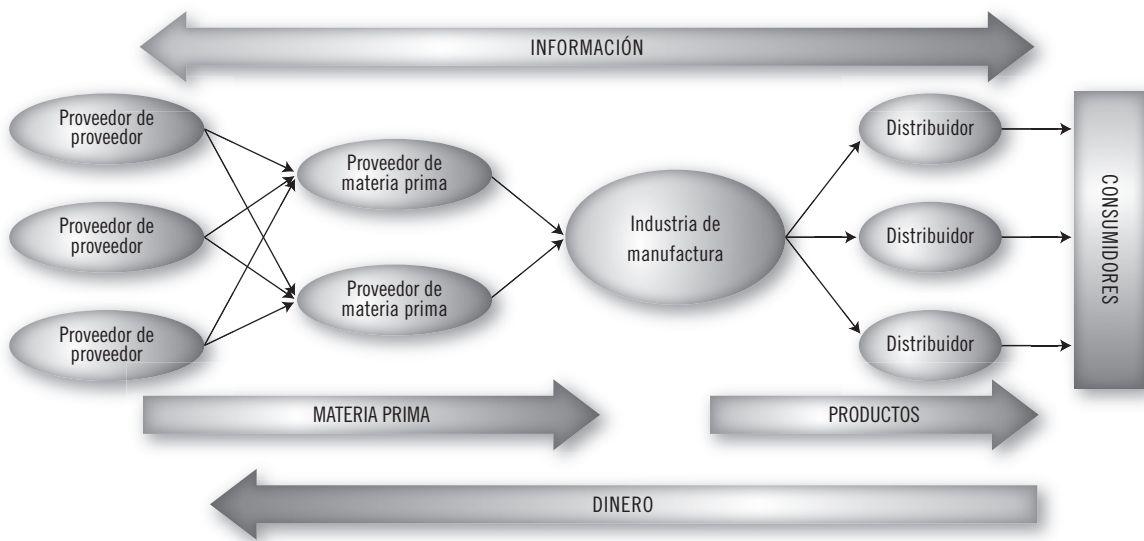 INFORMACIÓN
Proveedor de
proveedor
Proveedor de
proveedor
Proveedor de
proveedor
Proveedor de
materia prima
Proveedor de
materia prima
Industria de
manufactura
Distribuidor
Distribuidor
Distribuidor
CONSUMIDORES
MATERIA PRIMA
PRODUCTOS
DINERO